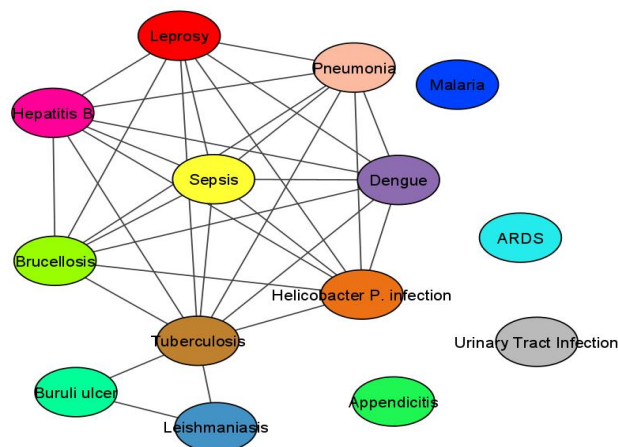 Leprosy
Pneumonia
Malaria
Hepatitis B
Sepsis
Dengue
ARDS
Brucellosis
Helicobacter P. infection
Tuberculosis
Urinary Tract Infection
Buruli ulcer
Appendicitis
Leishmaniasis